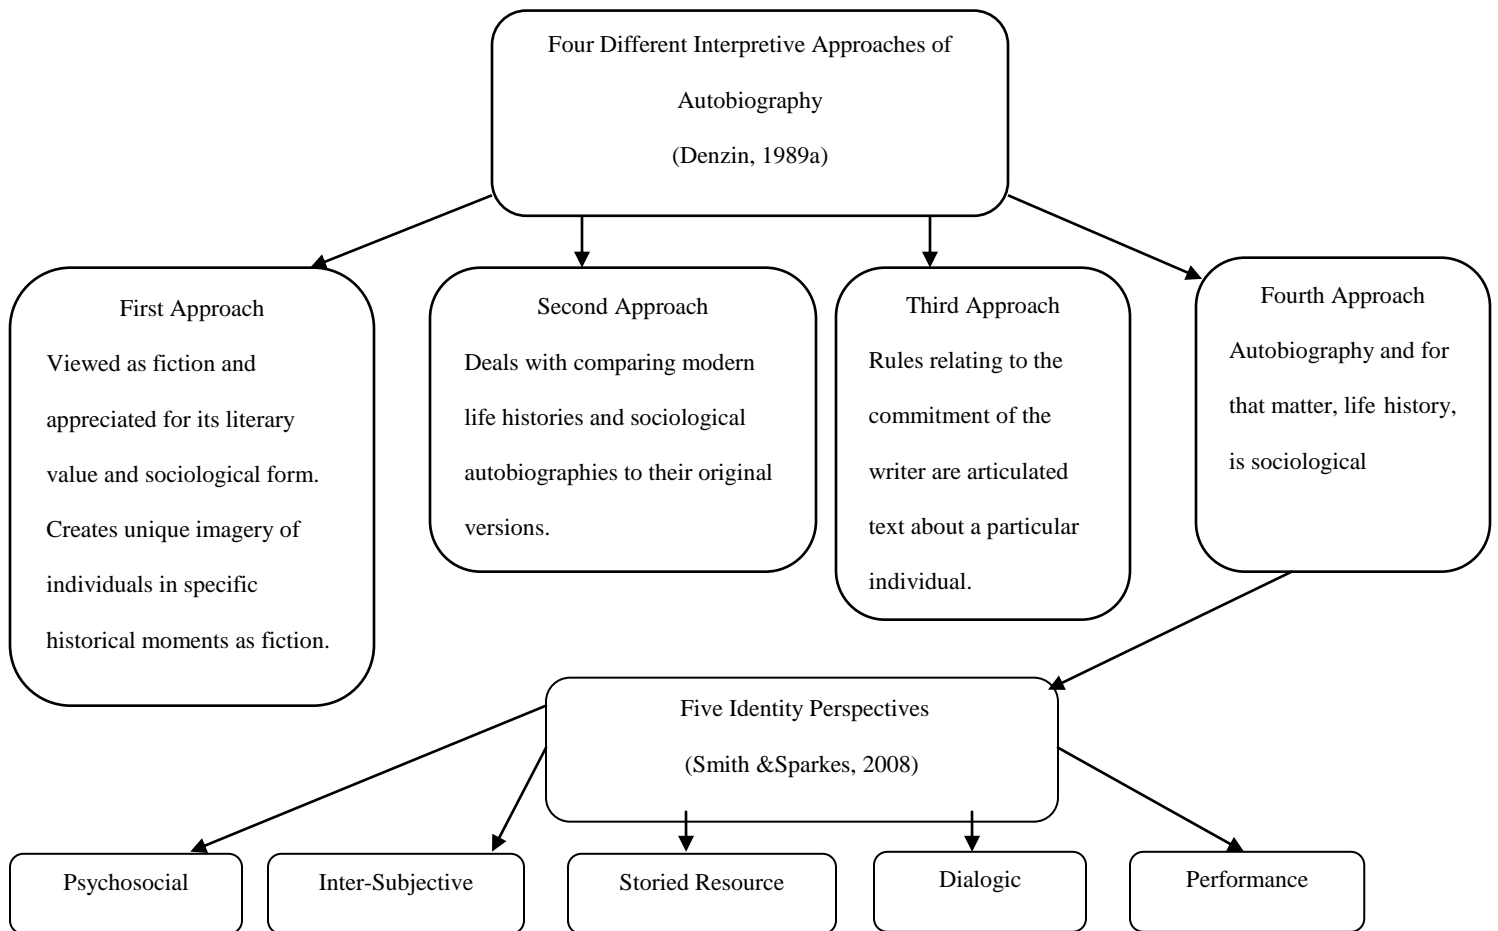 Four Different Interpretive Approaches of
Autobiography
(Denzin, 1989a)
First Approach
Viewed as fiction and
appreciated for its literary
value and sociological form.
Creates unique imagery of
individuals in specific
historical moments as fiction.
Second Approach
Deals with comparing modern
life histories and sociological
autobiographies to their original
versions.
Third Approach
Rules relating to the
commitment of the
writer are articulated
text about a particular
individual.
Fourth Approach
Autobiography and for
that matter, life history,
is sociological
Five Identity Perspectives
(Smith &Sparkes, 2008)
Psychosocial
Inter-Subjective
Storied Resource
Dialogic
Performance